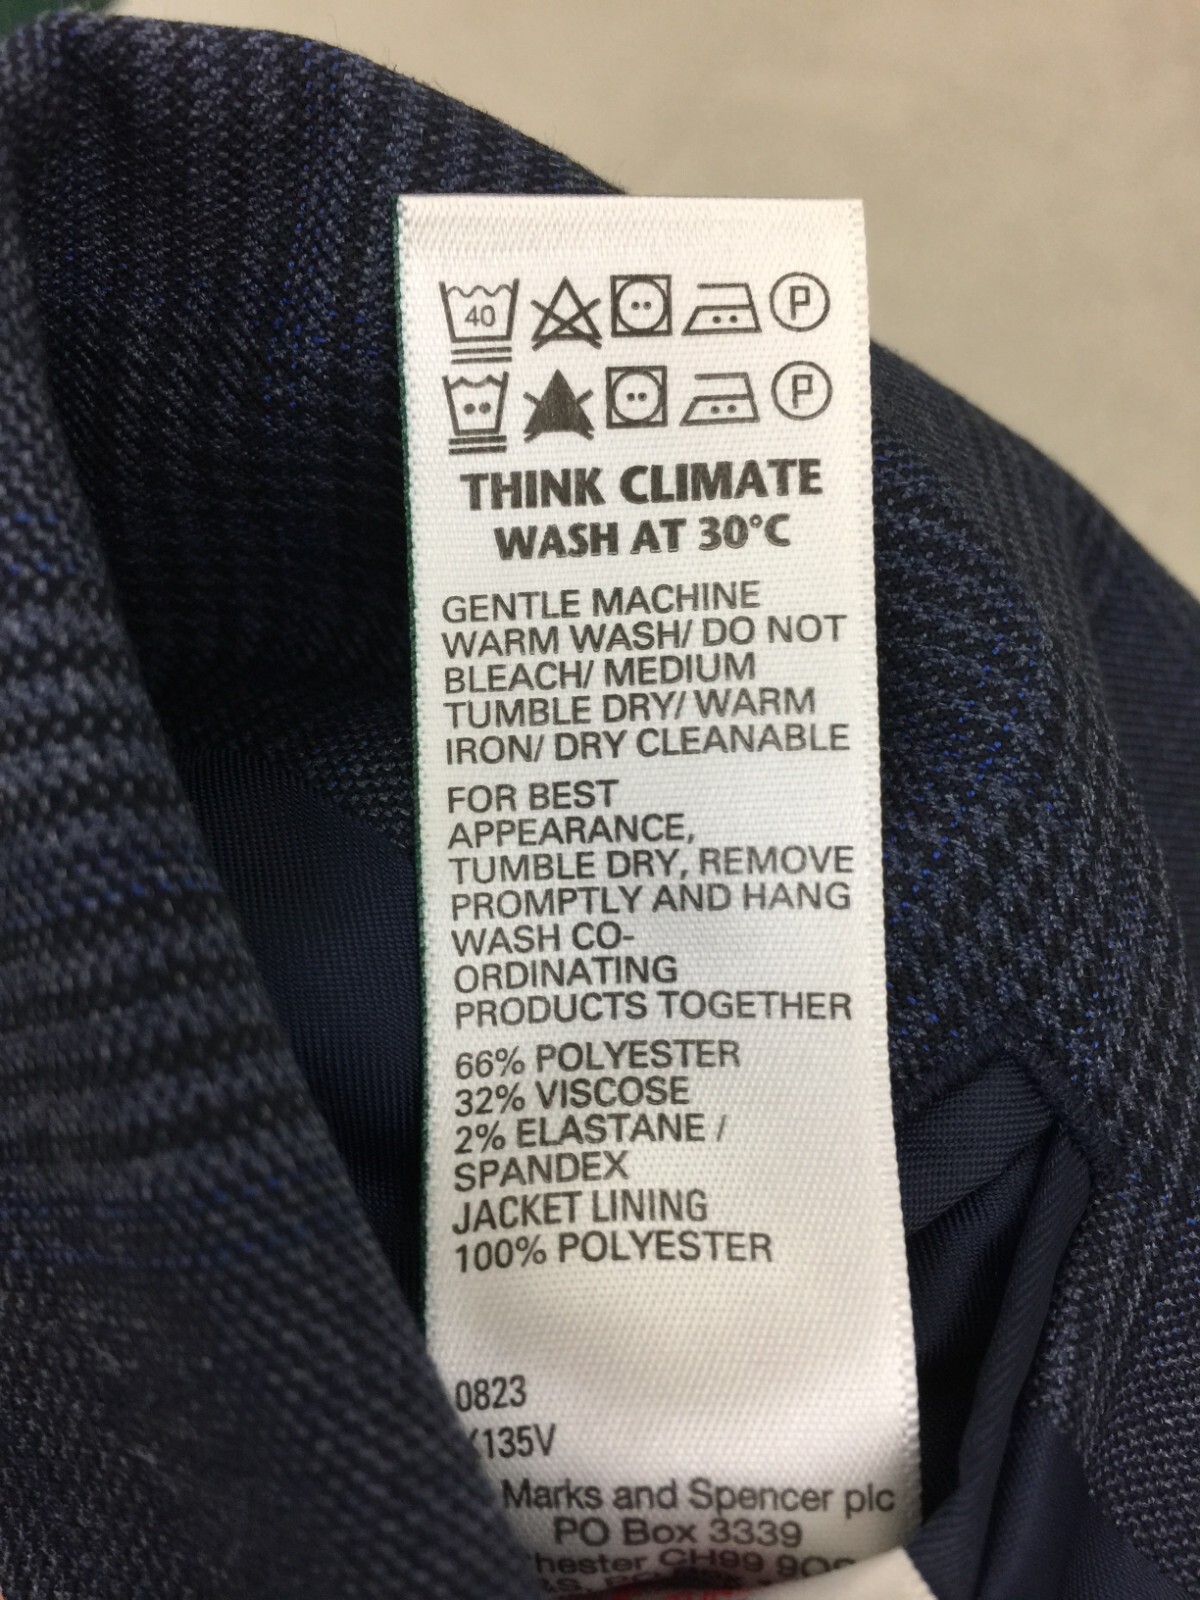 40 P
P
THINK CLIMATE
WASH AT 30°C
GENTLE MACHINE
WARM WASH/ DO NOT
BLEACH/ MEDIUM
TUMBLE DRY/ WARM
IRON/ DRY CLEANABLE
FOR BEST
APPEARANCE,
TUMBLE DRY, REMOVE
PROMPTLY AND HANG
WASH CO-
ORDINATING
PRODUCTS TOGETHER
66% POLYESTER
32% VISCOSE
2% ELASTANE /
SPANDEX
JACKET LINING
100% POLYESTER
0823
135V
Marks and Spencer plc
PO Box 3339
CH99